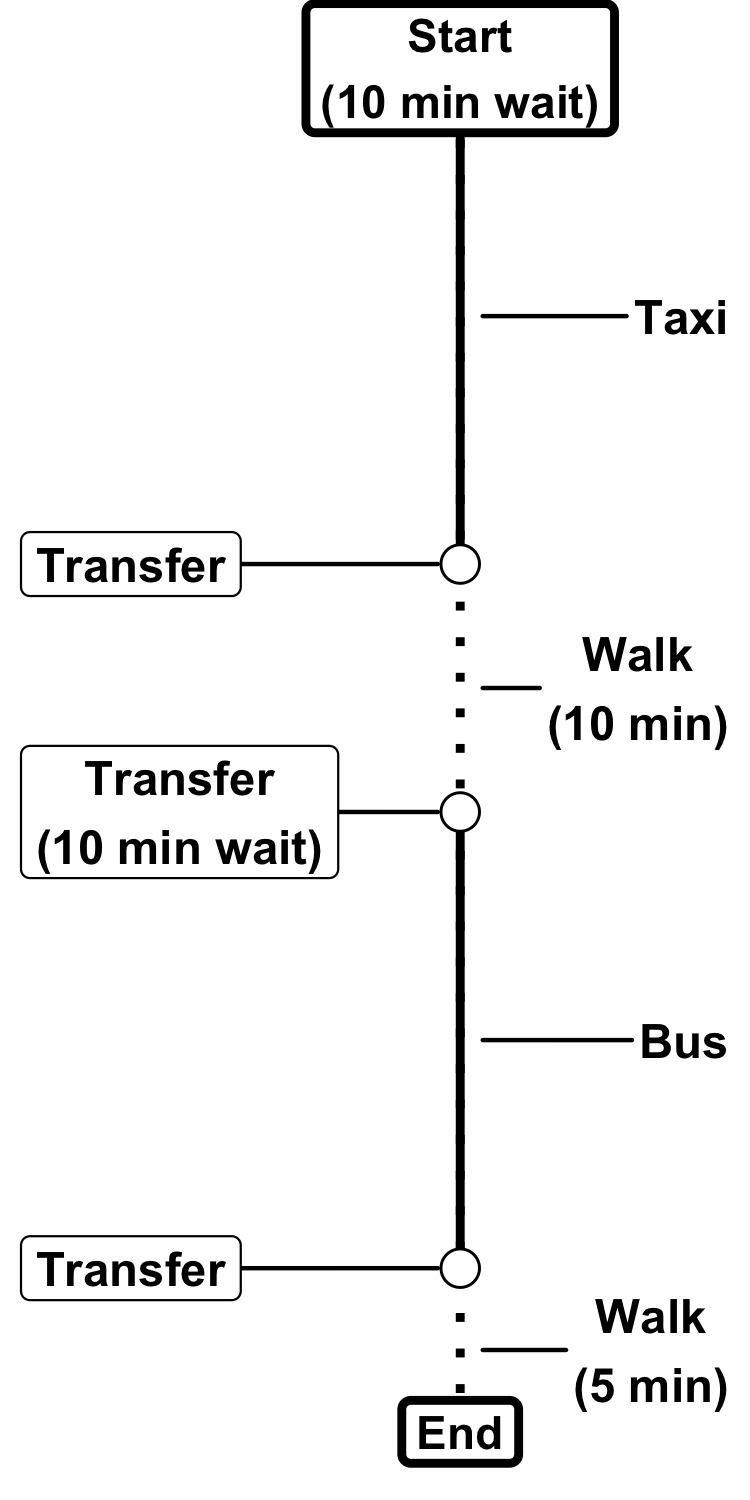 Start
(10 min wait)
Taxi
Transfer
Walk
(10 min)
Transfer
(10 min wait)
Bus
Transfer
Walk
(5 min)
End